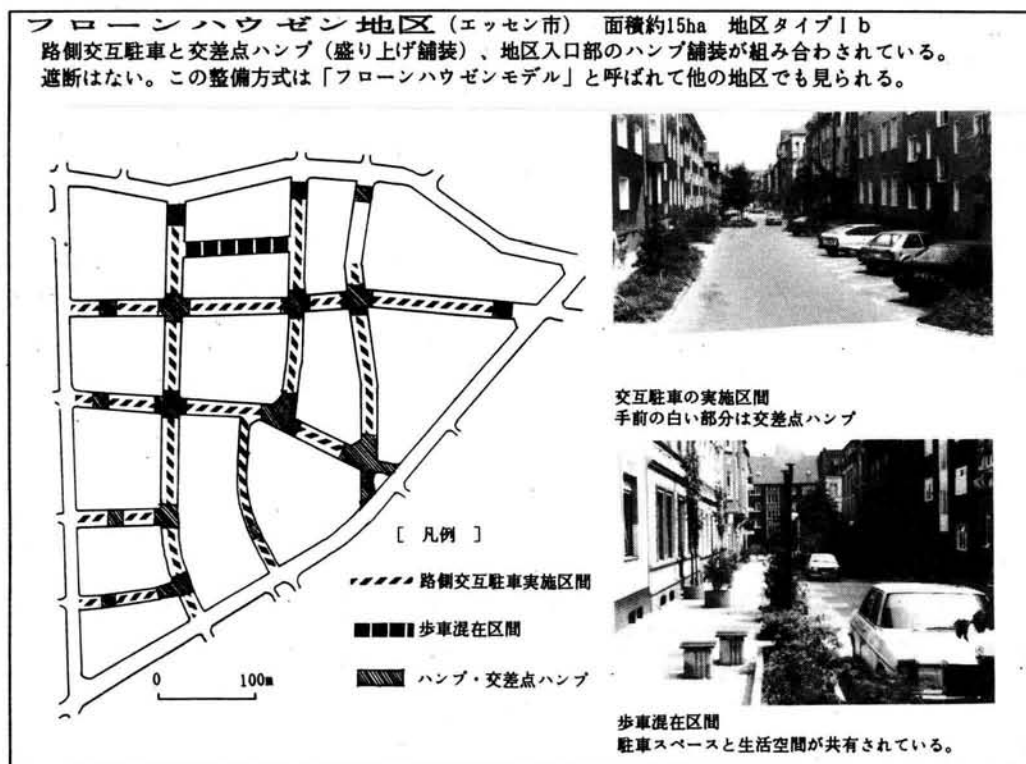 フローンハウゼン地区（エッセン市）　面積約15ha　地区タイプⅠb
路側交互駐車と交差点ハンプ（盛り上げ舗装）、地区入口部のハンプ舗装が組み合わされている。
遮断はない。この整備方式は「フローンハウゼンモデル」と呼ばれて他の地区でも見られる。
交互駐車の実施区間
手前の白い部分は交差点ハンプ
［　凡例　］
路側交互駐車実施区間
歩車混在区間
ハンプ・交差点ハンプ
0　100m
歩車混在区間
駐車スペースと生活空間が共有されている。